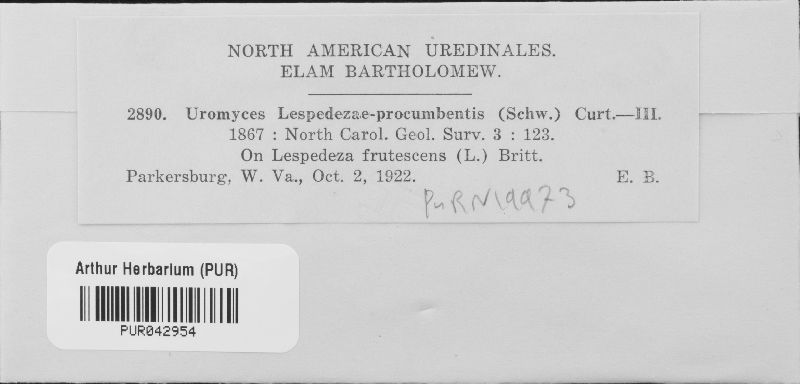 NORTH AMERICAN UREDINALES.
ELAM BARTHOLOMEW.
2890. Uromyces Lespedezae-procumbentis (Schw.) Curt.—III.
1867 : North Carol. Geol. Surv. 3 : 123.
On Lespedeza frutescens (L.) Britt.
Parkersburg, W. Va., Oct. 2, 1922. E. B.
PURN19973
Arthur Herbarium (PUR)
PUR042954